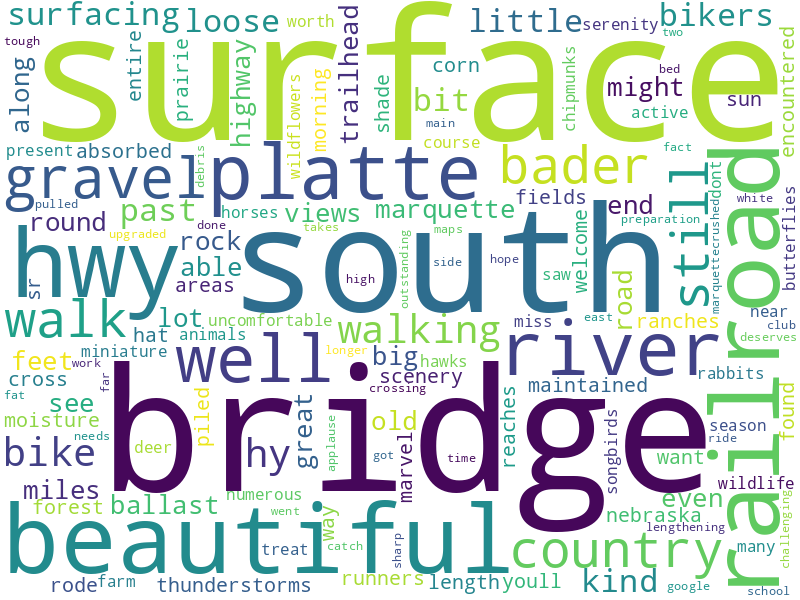 surface
surfacing
loose
little
serenity
bikers
worth
two
tough
entire
prairie
highway
wildflowers
morning
trailhead
shade
corn
bit
chipmunks
might
bed
sun
active
encountered
along
main
course
present
absorbed
debris
fact
gravel
platte
bader
still
dont
railroad
pulled
past
horses
views
marquette
fields
end
preparation
white
butterflies
round
upgraded
done
takes
maps
hwy
south
rock
able
areas
sr
high
outstanding
side
hope
saw
welcome
road
marquettecrushed
near
walk
lot
uncomfortable
east
club
hat
animals
walking
miss
ranches
deserves
feet
miniature
longer
well
big
hawks
river
cross
work
scenery
crossing
maintained
rabbits
fat
far
bridge
see
moisture
piled
great
old
reaches
songbirds
want
season
found
needs
deer
applause
got
time
ride
bike
hy
marvel
wildlife
miles
ballast
numerous
even
forest
way
nebraska
lengthening
beautiful
went
country
many
challenging
treat
catch
sharp
rode
farm
thunderstorms
runners
length
youll
kind
google
school